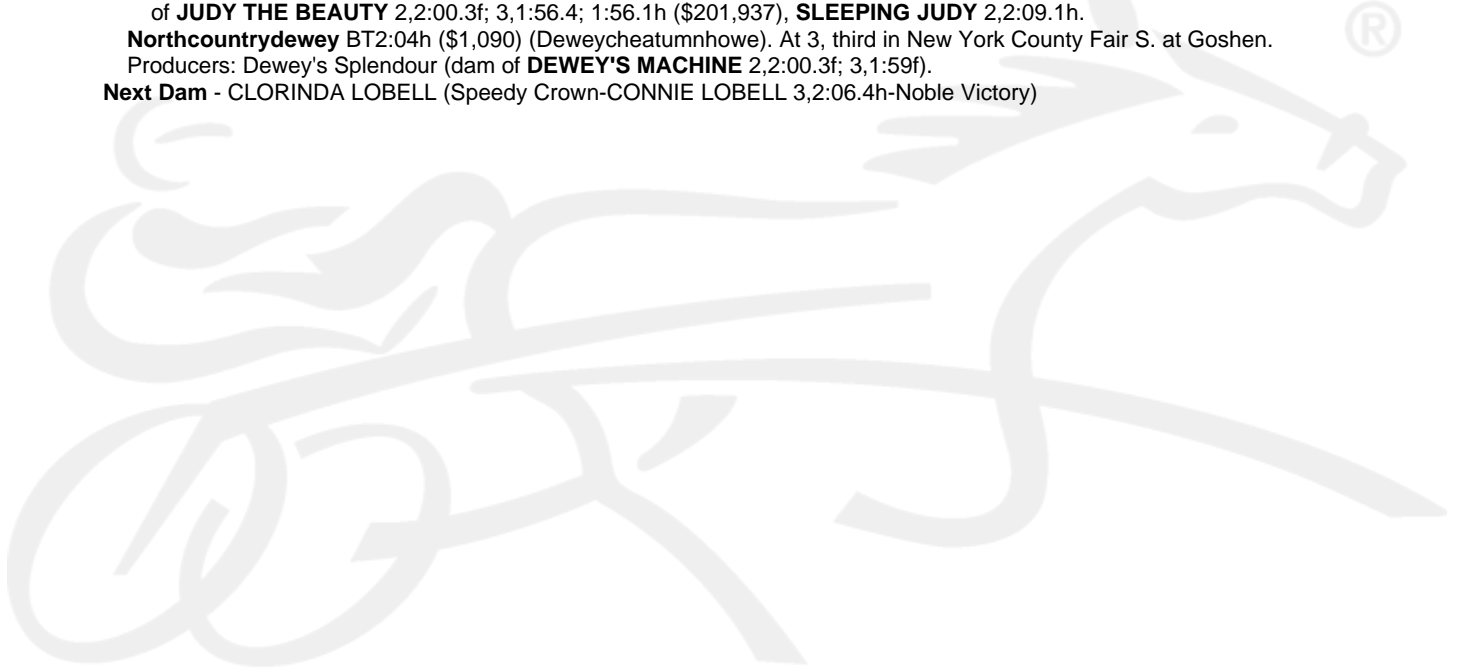 of JUDY THE BEAUTY 2,2:00.3f; 3,1:56.4; 1:56.1h ($201,937), SLEEPING JUDY 2,2:09.1h.
Northcountrydewey BT2:04h ($1,090) (Deweycheatumnhowe). At 3, third in New York County Fair S. at Goshen.
Producers: Dewey's Splendour (dam of DEWEY'S MACHINE 2,2:00.3f; 3,1:59f).
Next Dam - CLORINDA LOBELL (Speedy Crown-CONNIE LOBELL 3,2:06.4h-Noble Victory)
®